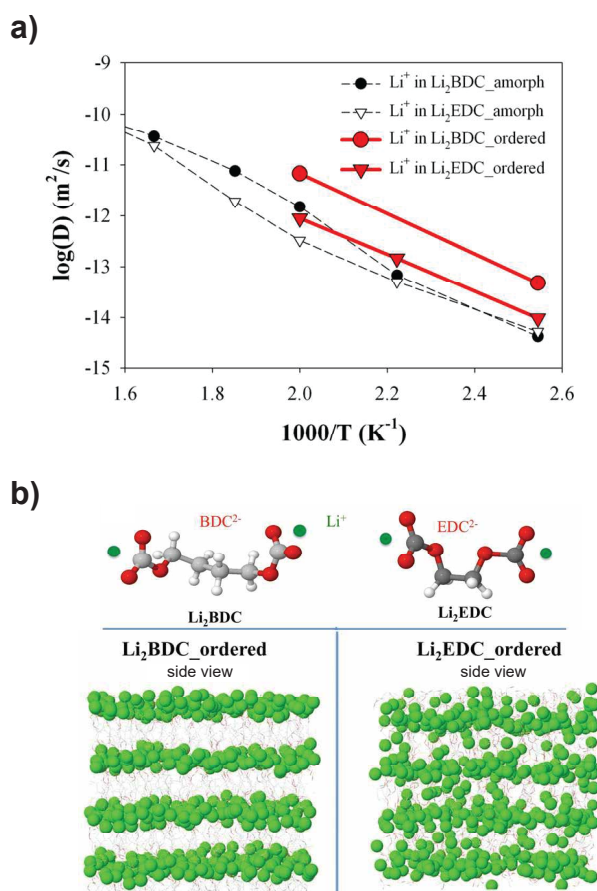 a)
-9
-10
-11
-12
-13
-14
-15
log(D) (m²/s)
Li⁺ in Li₂BDC_amorph
Li⁺ in Li₂EDC_amorph
Li⁺ in Li₂BDC_ordered
Li⁺ in Li₂EDC_ordered
1.6 1.8 2.0 2.2 2.4 2.6
1000/T (K⁻¹)
b)
BDC²⁻ Li⁺ EDC²⁻
Li₂BDC Li₂EDC
Li₂BDC_ordered Li₂EDC_ordered
side view side view